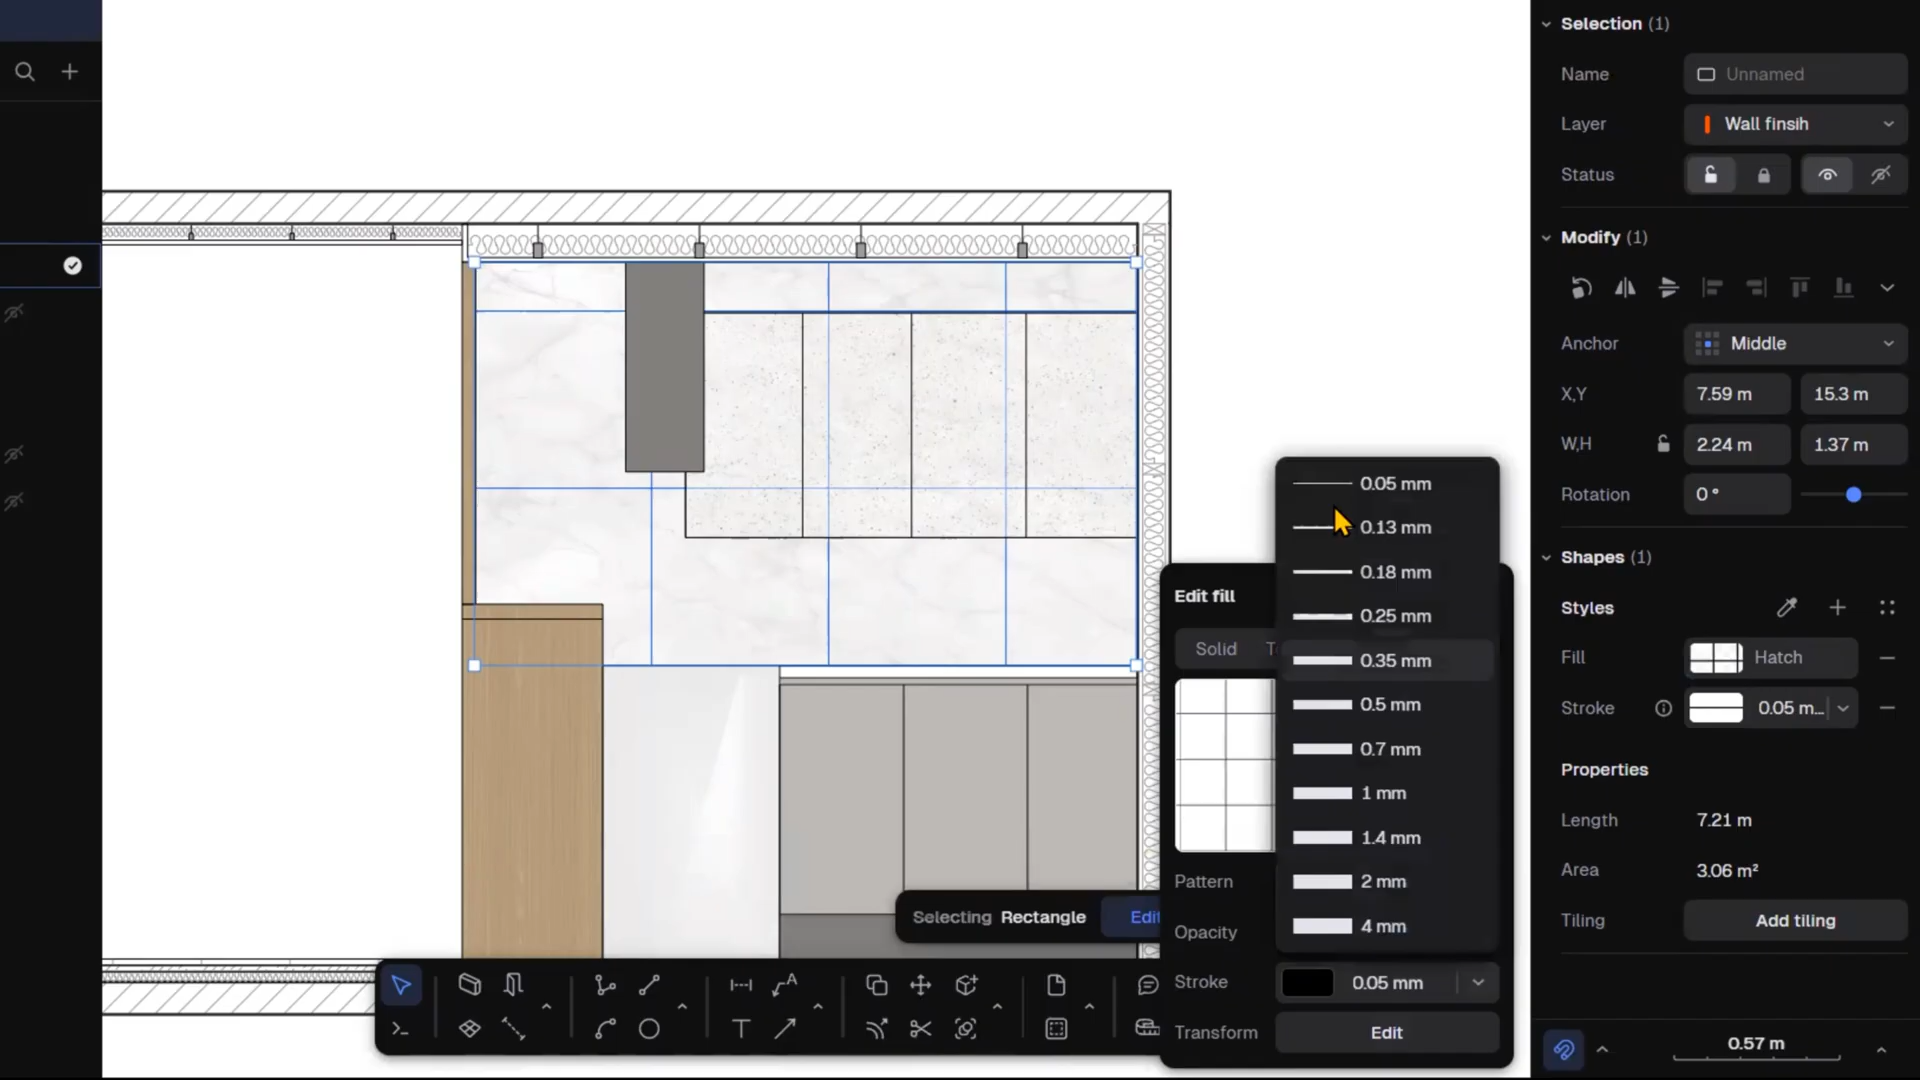 Selection (1)
Name Unnamed
Layer Wall finsih
Status
Modify (1)
Anchor Middle
X,Y 7.59 m 15.3 m
W,H 2.24 m 1.37 m
Rotation 0 °
Shapes (1)
Styles
Fill Hatch
Stroke 0.05 m...
Properties
Length 7.21 m
Area 3.06 m²
Tiling Add tiling
0.57 m
0.05 mm
0.13 mm
0.18 mm
0.25 mm
0.35 mm
0.5 mm
0.7 mm
1 mm
1.4 mm
2 mm
4 mm
Edit fill
Solid
Pattern
Opacity
Stroke 0.05 mm
Transform Edit
Selecting Rectangle Edit